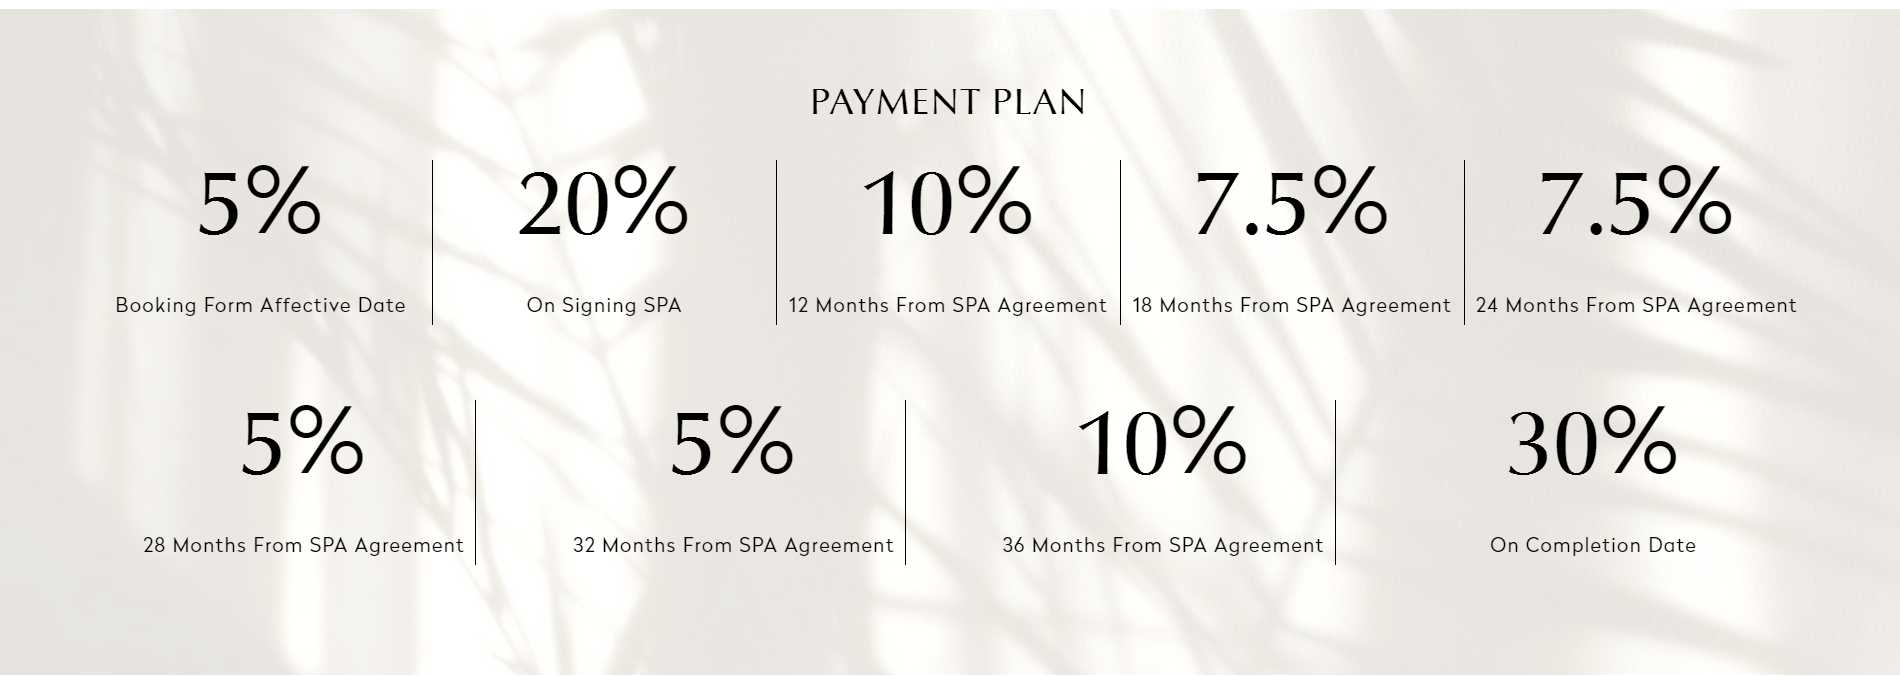 PAYMENT PLAN
5% 20% 10% 7.5% 7.5%
Booking Form Affective Date On Signing SPA 12 Months From SPA Agreement 18 Months From SPA Agreement 24 Months From SPA Agreement
5% 5% 10% 30%
28 Months From SPA Agreement 32 Months From SPA Agreement 36 Months From SPA Agreement On Completion Date